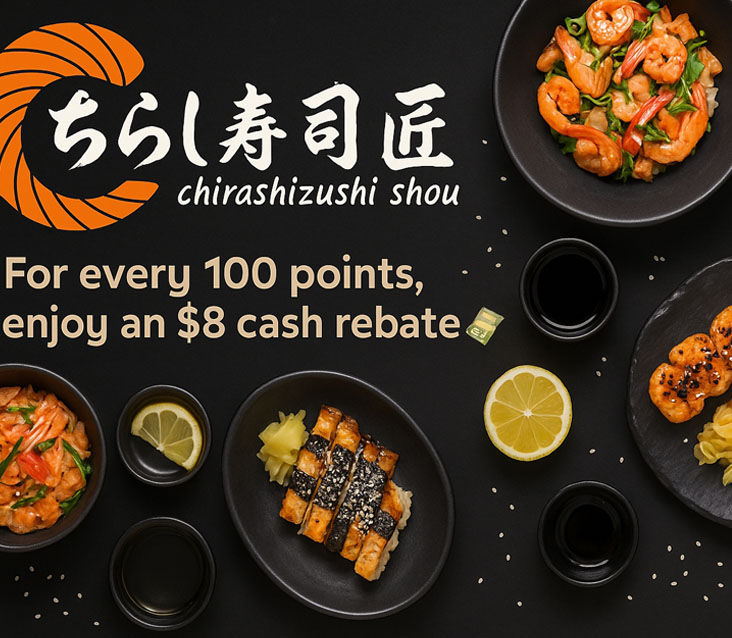 ちらし寿司匠
chirashizushi shou
For every 100 points,
enjoy an $8 cash rebate